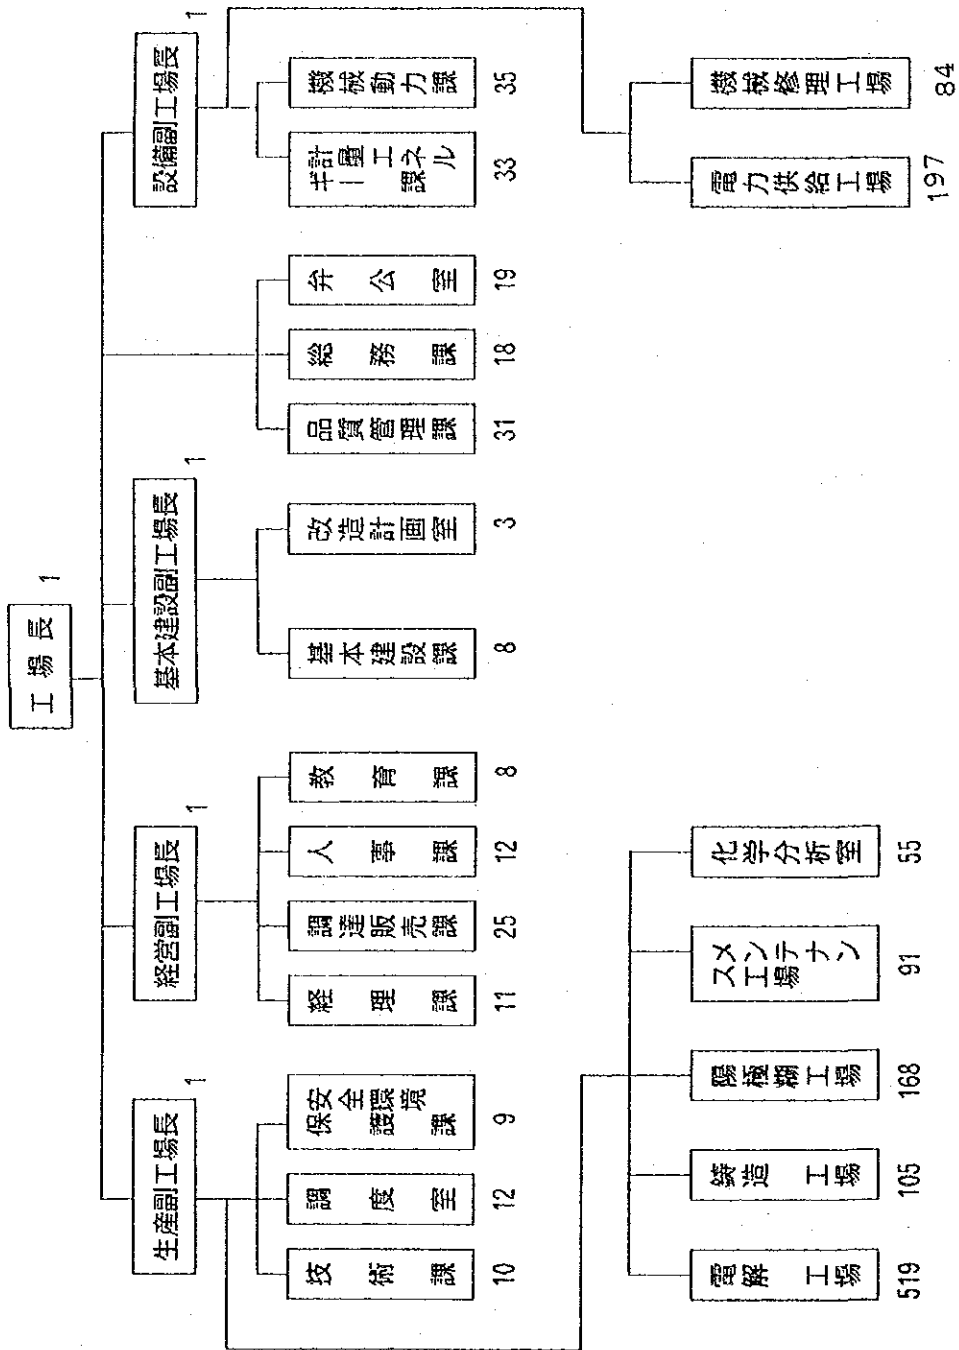 工場長 1
生産副工場長 1
経営副工場長 1
基本建設副工場長 1
設備副工場長 1
技術課
10
調度室
12
保安全護環境課
9
経理課
11
調達販売課
25
人事課
12
教育課
8
基本建設課
8
改造計画室
3
品質管理課
31
総務課
18
弁公室
19
計量エネル
ギー課
33
機械動力課
35
電解工場
519
鋳造工場
105
陽極糊工場
168
メンテナン
ス工場
91
化学分析室
55
電力供給工場
197
機械修理工場
84